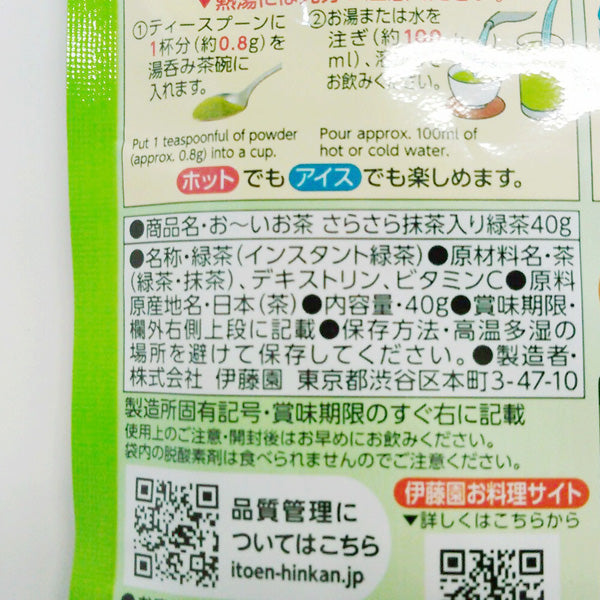 ①ティースプーンに
1杯分(約0.8g)を
湯呑み茶碗に
入れます。
Put 1 teaspoonful of powder
(approx. 0.8g) into a cup.
②お湯または水を
注ぎ(約100
ml)、
お飲みください。
Pour approx. 100ml of
hot or cold water.
ホットでもアイスでも楽しめます。
●商品名・お〜いお茶 さらさら抹茶入り緑茶40g
●名称・緑茶(インスタント緑茶)●原材料名・茶
(緑茶・抹茶)、デキストリン、ビタミンC●原料
原産地名・日本(茶)●内容量・40g●賞味期限・
欄外右側上段に記載●保存方法・高温多湿の
場所を避けて保存してください。●製造者・
株式会社 伊藤園 東京都渋谷区本町3-47-10
製造所固有記号・賞味期限のすぐ右に記載
使用上のご注意・開封後はお早めにお飲みください。
袋内の脱酸素剤は食べられませんのでご注意ください。
品質管理に
ついてはこちら
itoen-hinkan.jp
伊藤園お料理サイト
▼詳しくはこちらから